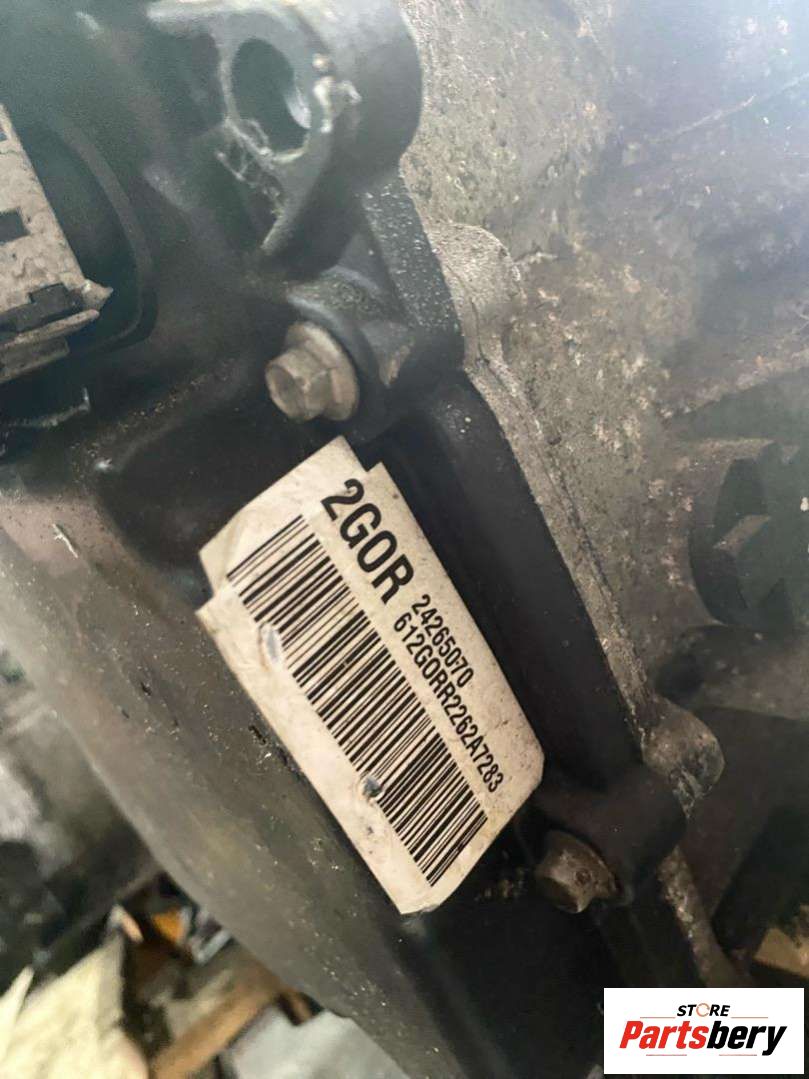 2GOR
24265070
612GORR2262A7283
STORE
Partsbery